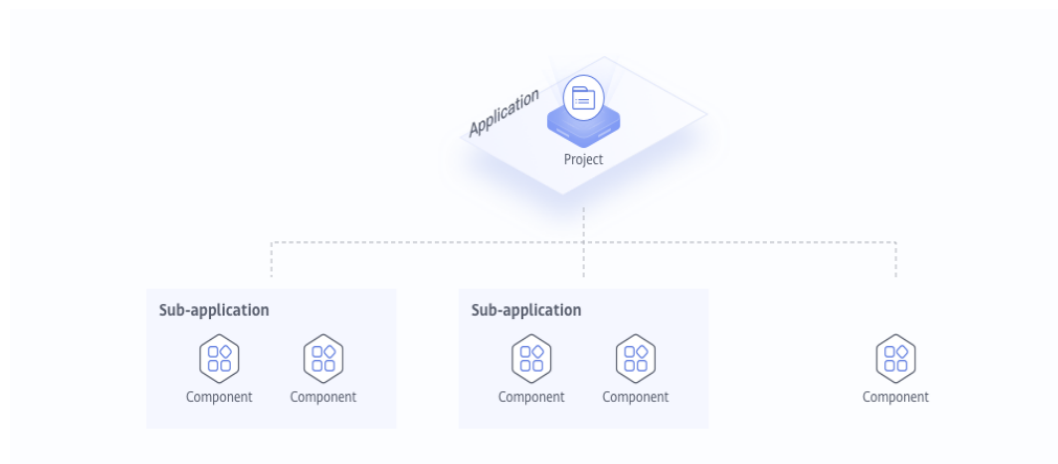 Application
Project
Sub-application
Component Component
Sub-application
Component Component
Component